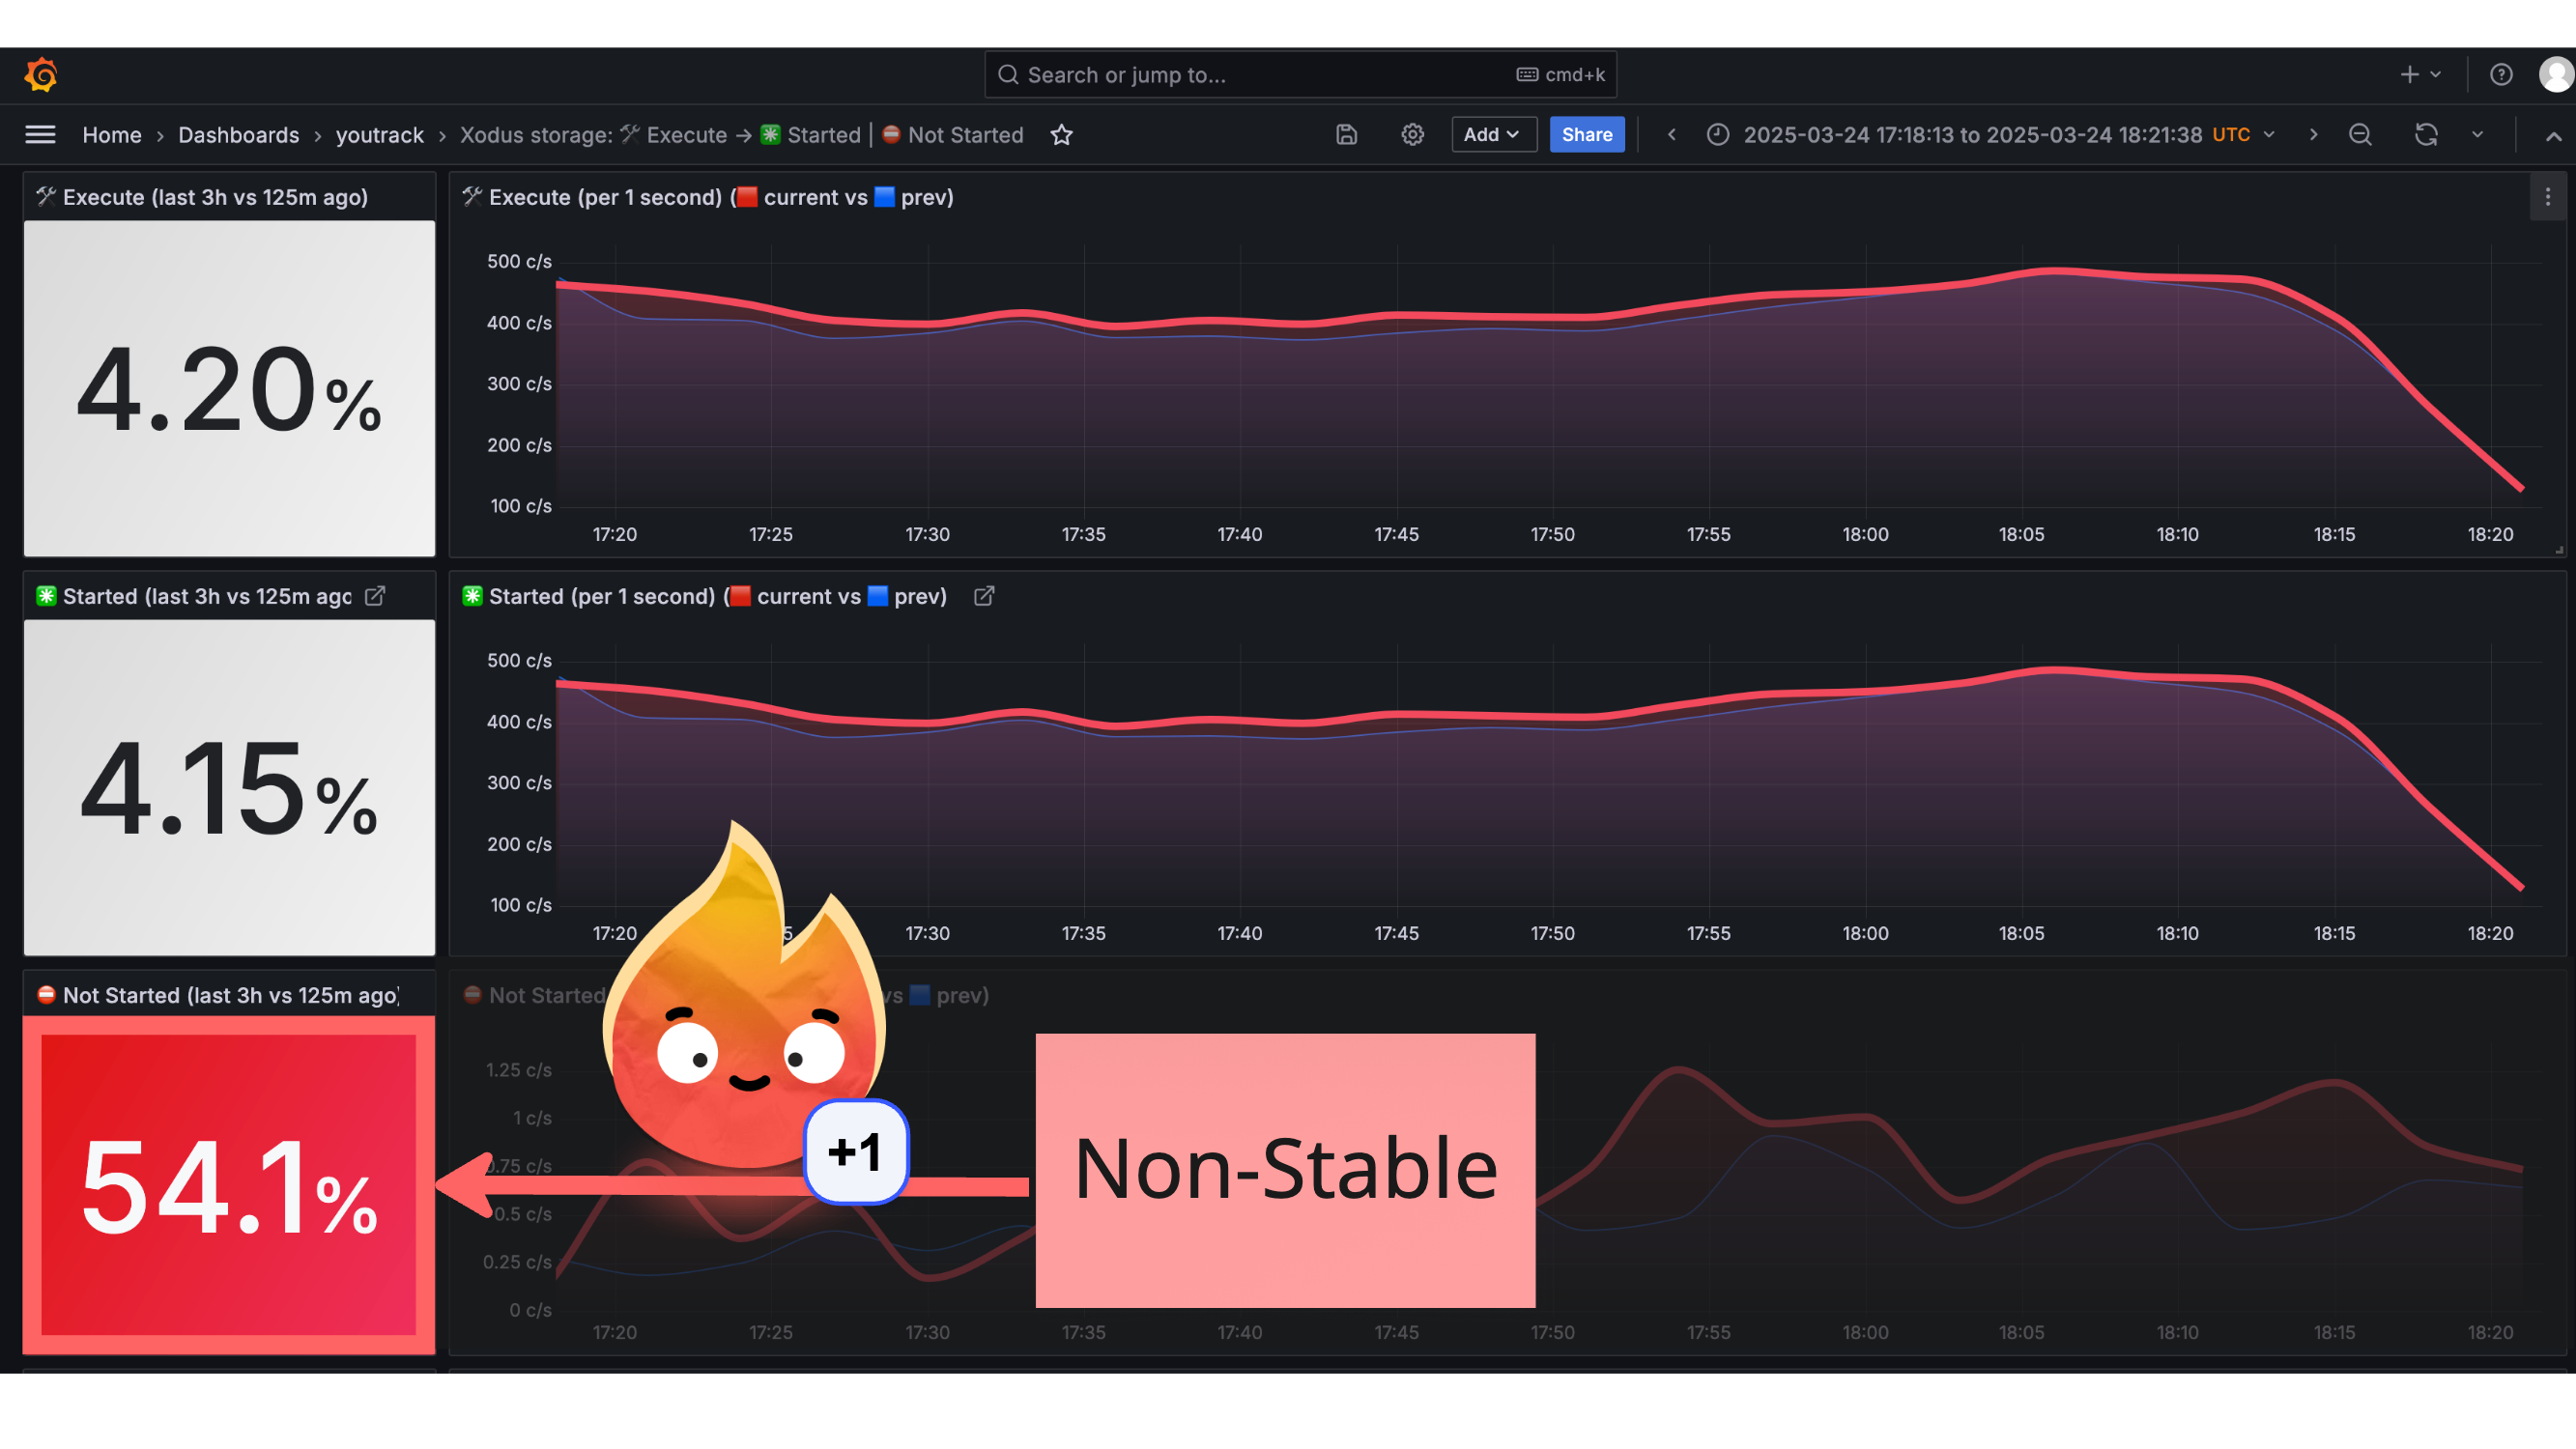 Search or jump to... cmd+k
Home › Dashboards › youtrack › Xodus storage: 🛠 Execute → ✳️ Started | ⛔ Not Started
Add Share 2025-03-24 17:18:13 to 2025-03-24 18:21:38 UTC
🛠 Execute (last 3h vs 125m ago)
4.20%
🛠 Execute (per 1 second) (🟥 current vs 🟦 prev)
500 c/s
400 c/s
300 c/s
200 c/s
100 c/s
17:20 17:25 17:30 17:35 17:40 17:45 17:50 17:55 18:00 18:05 18:10 18:15 18:20
✳️ Started (last 3h vs 125m ago
4.15%
✳️ Started (per 1 second) (🟥 current vs 🟦 prev)
500 c/s
400 c/s
300 c/s
200 c/s
100 c/s
17:20 5 17:30 17:35 17:40 17:45 17:50 17:55 18:00 18:05 18:10 18:15 18:20
⛔ Not Started (last 3h vs 125m ago)
54.1%
⛔ Not Started vs 🟦 prev)
1.25 c/s
1 c/s
0.75 c/s
0.5 c/s
0.25 c/s
0 c/s
17:20 17:25 17:30 17:35 17:40 17:45 17:50 17:55 18:00 18:05 18:10 18:15 18:20
+1
Non-Stable